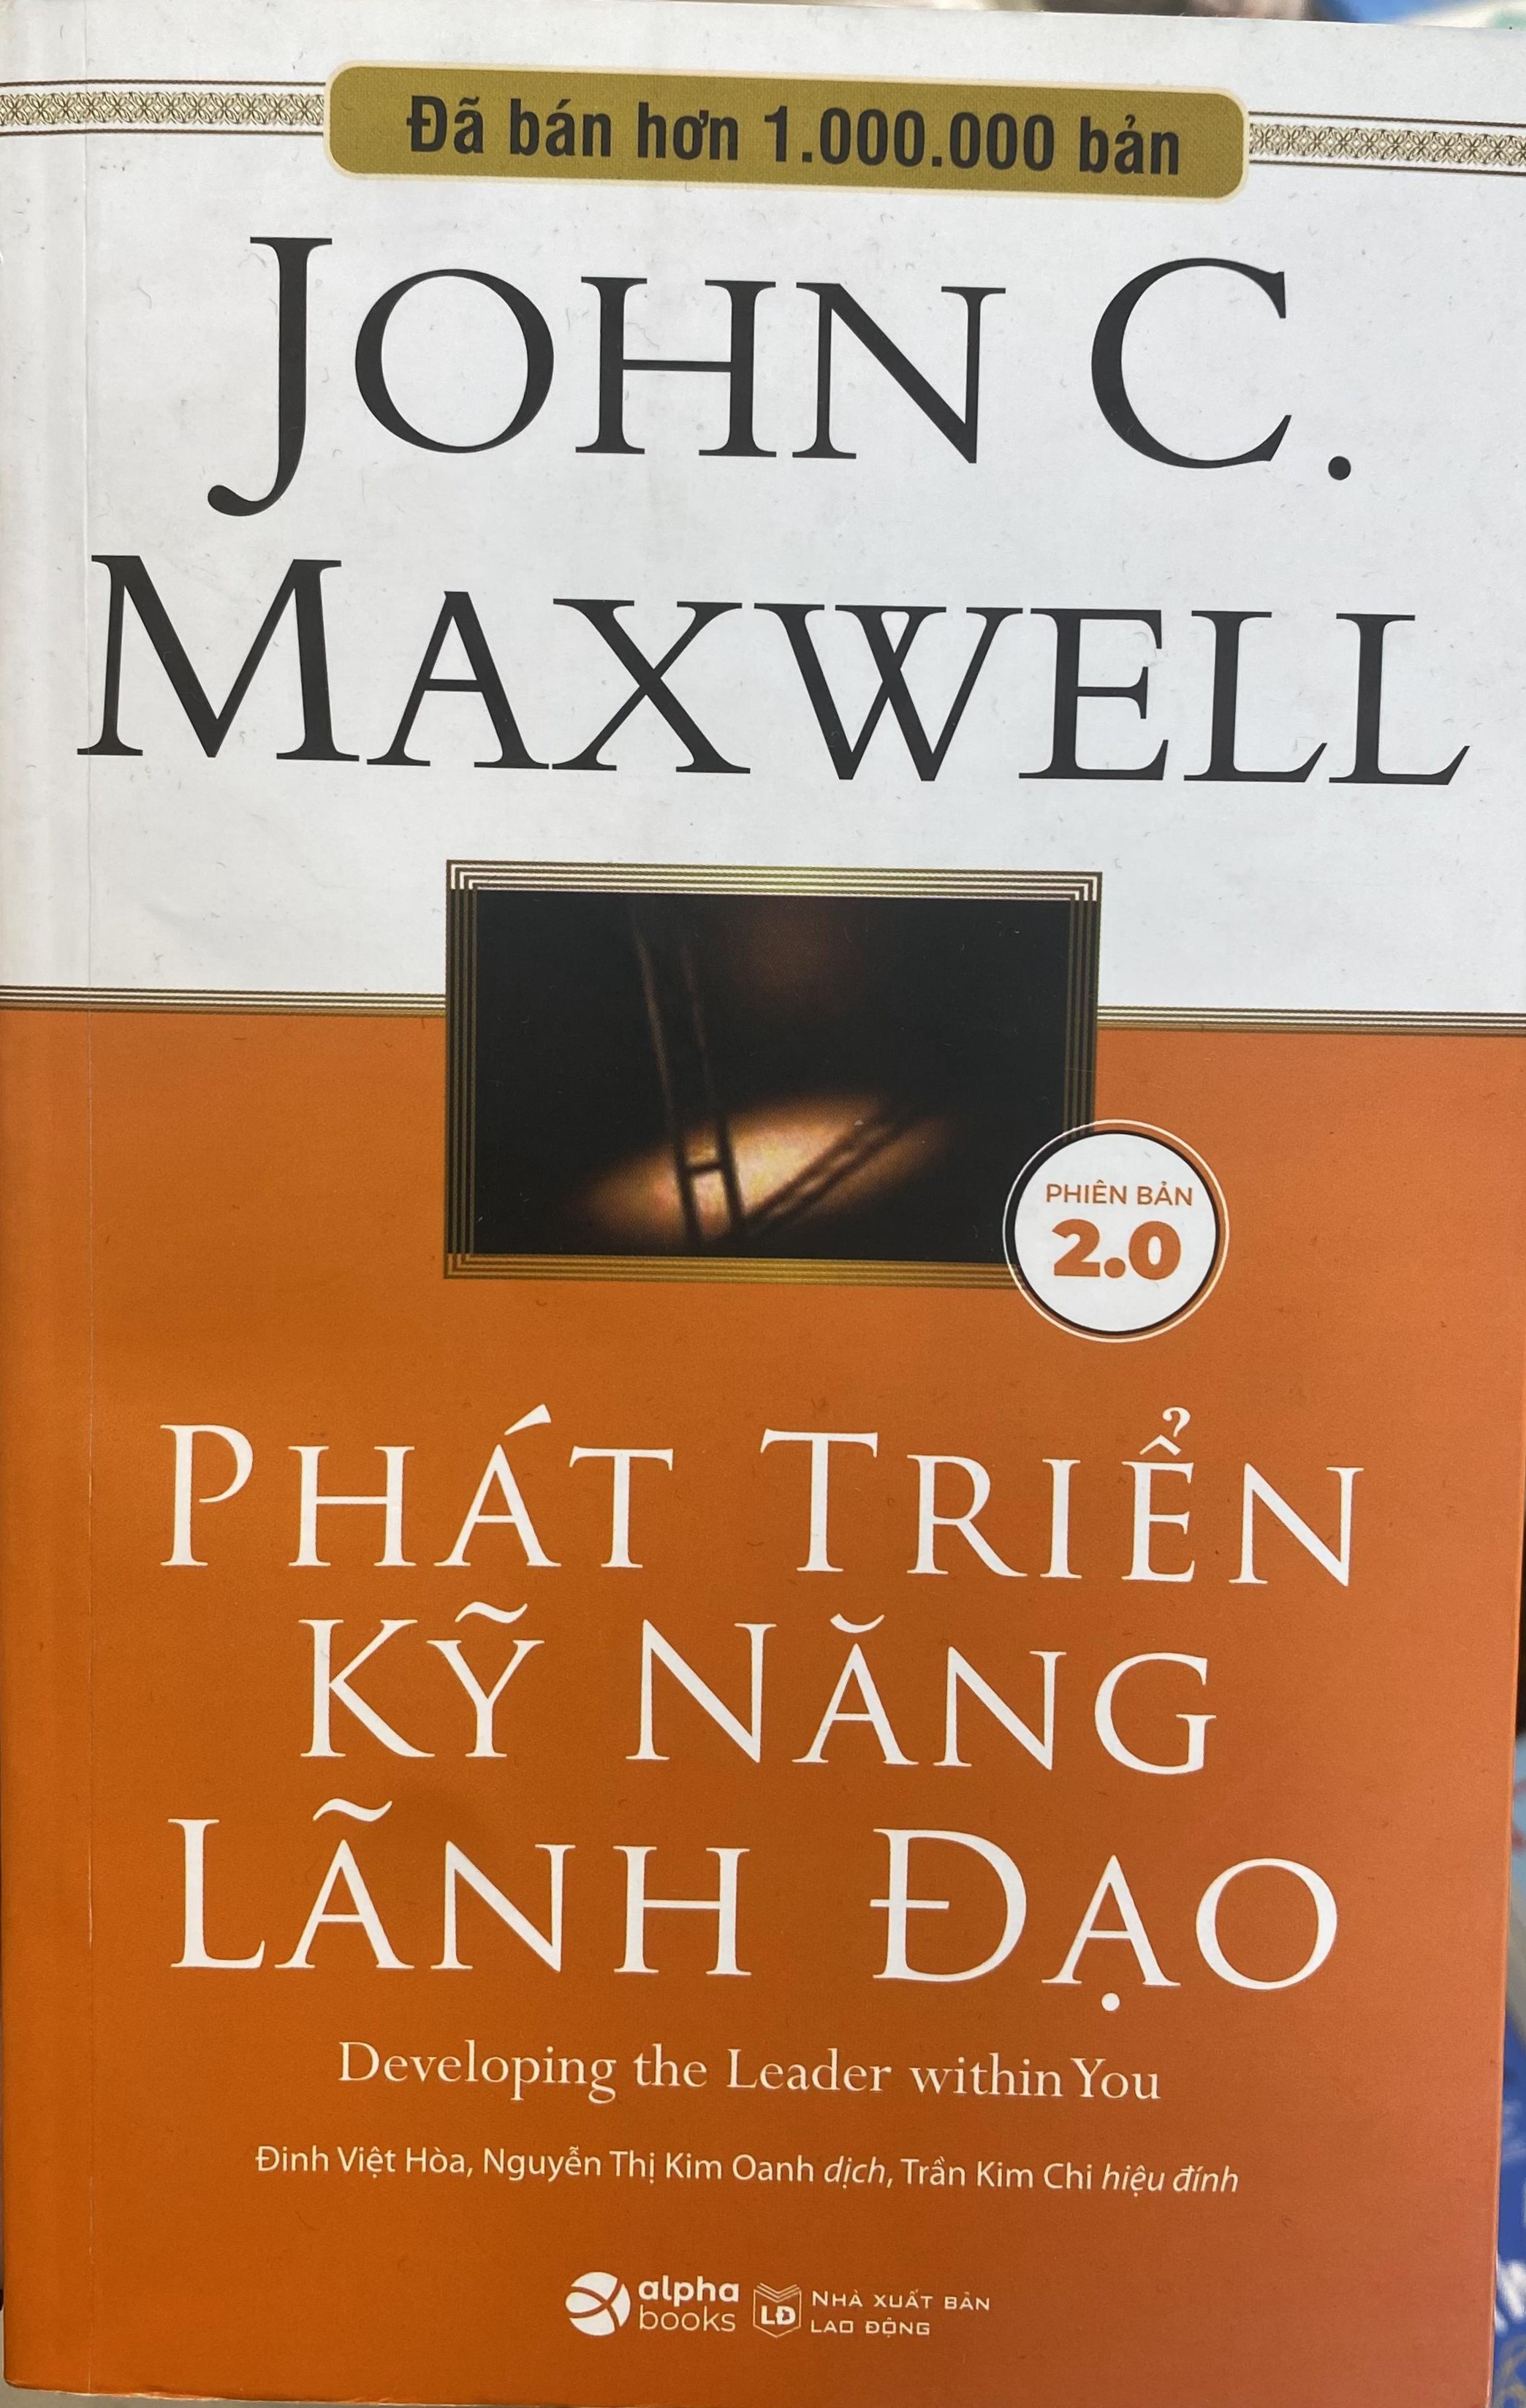 Đã bán hơn 1.000.000 bản
JOHN C.
MAXWELL
PHIÊN BẢN
2.0
PHÁT TRIỂN
KỸ NĂNG
LÃNH ĐẠO
Developing the Leader within You
Đinh Việt Hòa, Nguyễn Thị Kim Oanh dịch, Trần Kim Chi hiệu đính
alpha
books
LĐ
NHÀ XUẤT BẢN
LAO ĐỘNG